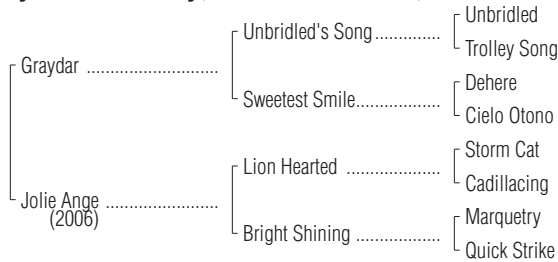 Unbridled
Unbridled's Song..............
Trolley Song
Graydar ............................
Dehere
Sweetest Smile..................
Cielo Otono
Storm Cat
Lion Hearted ....................
Cadillacing
Jolie Ange ........................
(2006)
Marquetry
Bright Shining ..................
Quick Strike